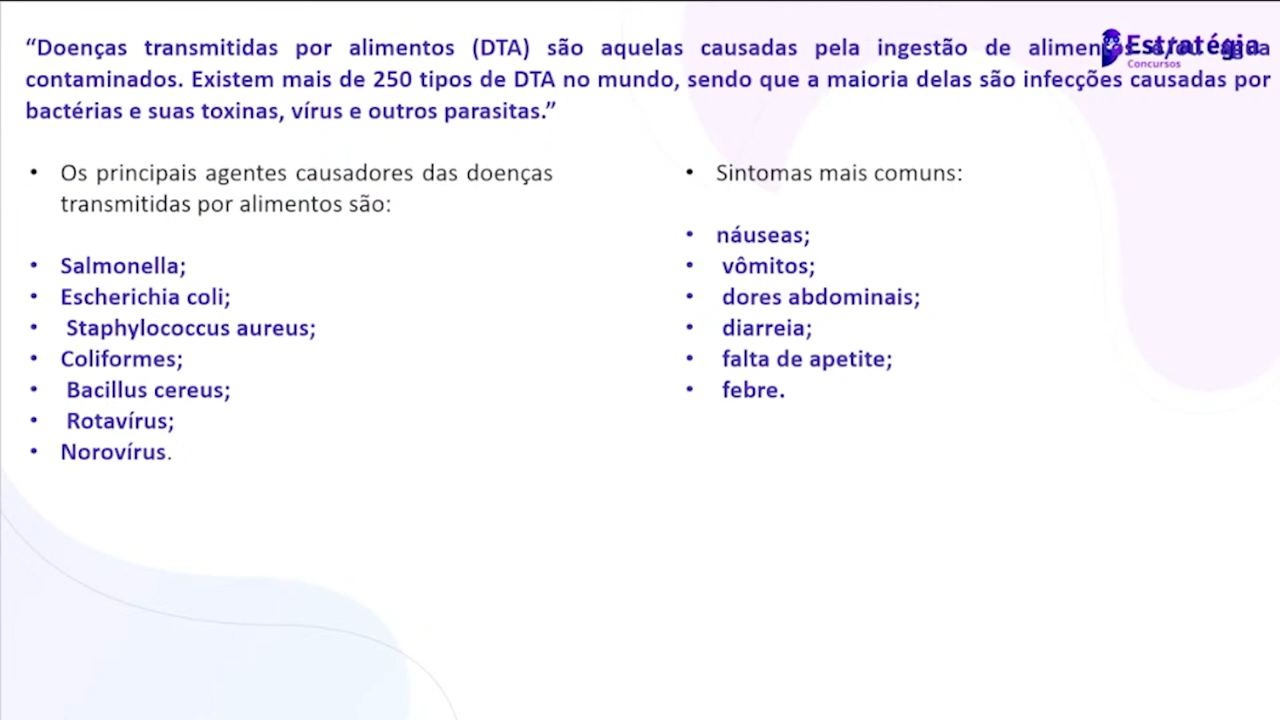 “Doenças transmitidas por alimentos (DTA) são aquelas causadas pela ingestão de alimentos e/ou água
contaminados. Existem mais de 250 tipos de DTA no mundo, sendo que a maioria delas são infecções causadas por
bactérias e suas toxinas, vírus e outros parasitas.”
Estratégia
Concursos
• Os principais agentes causadores das doenças
transmitidas por alimentos são:
• Salmonella;
• Escherichia coli;
• Staphylococcus aureus;
• Coliformes;
• Bacillus cereus;
• Rotavírus;
• Norovírus.
• Sintomas mais comuns:
• náuseas;
• vômitos;
• dores abdominais;
• diarreia;
• falta de apetite;
• febre.